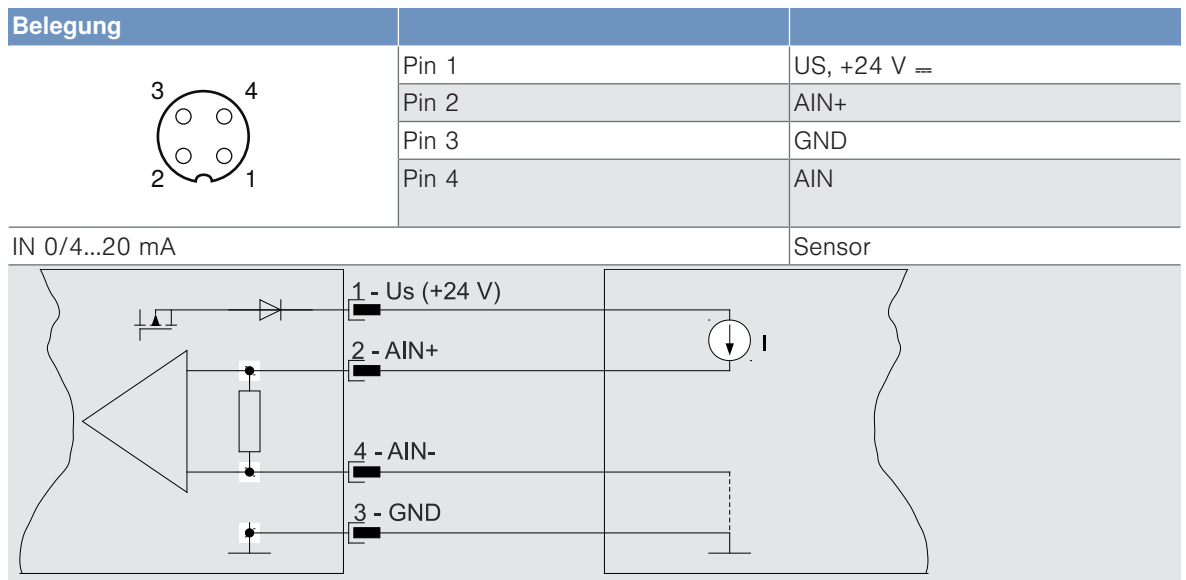 Belegung
Pin 1 US, +24 V ⎓
3 4
Pin 2 AIN+
Pin 3 GND
2 1
Pin 4 AIN
IN 0/4...20 mA Sensor
1 - Us (+24 V)
2 - AIN+
I
4 - AIN-
3 - GND